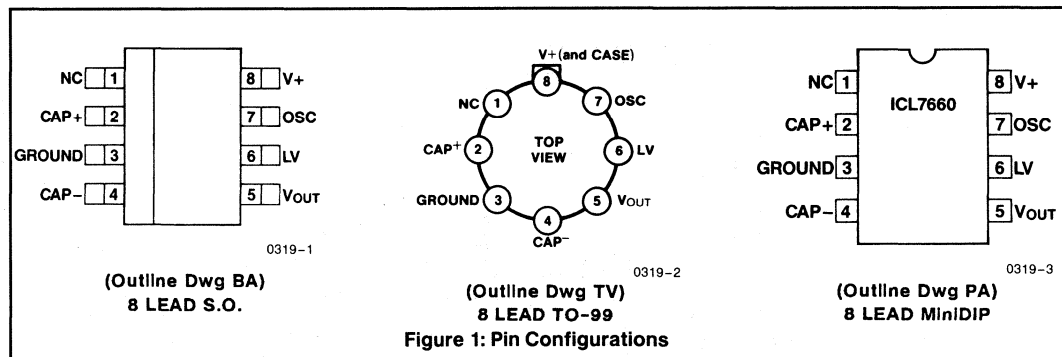 NC 1
8 V+
CAP+ 2
7 OSC
GROUND 3
6 LV
CAP- 4
5 VOUT
0319-1
(Outline Dwg BA)
8 LEAD S.O.
V+(and CASE)
8
NC 1
7 OSC
CAP+ 2
TOP
VIEW
6 LV
GROUND 3
5 VOUT
4
CAP-
0319-2
(Outline Dwg TV)
8 LEAD TO-99
ICL7660
NC 1
8 V+
CAP+ 2
7 OSC
GROUND 3
6 LV
CAP- 4
5 VOUT
0319-3
(Outline Dwg PA)
8 LEAD MiniDIP
Figure 1: Pin Configurations